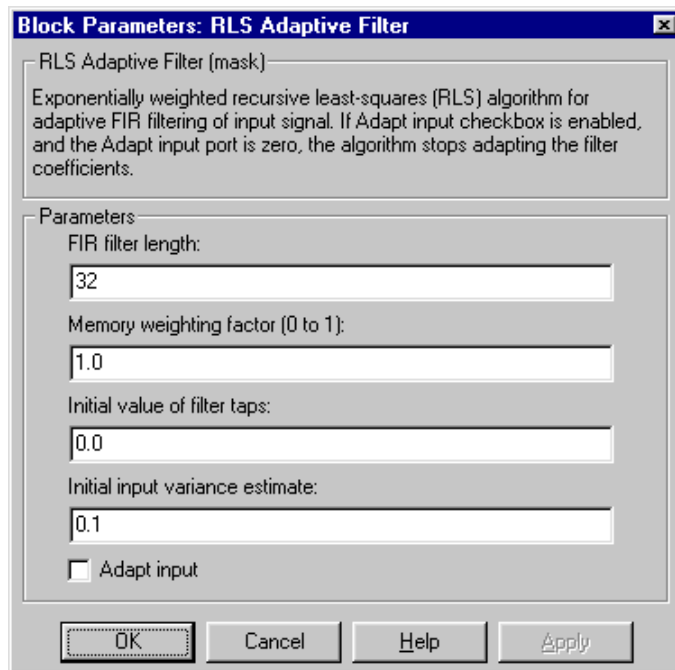 Block Parameters: RLS Adaptive Filter
RLS Adaptive Filter (mask)
Exponentially weighted recursive least-squares (RLS) algorithm for
adaptive FIR filtering of input signal. If Adapt input checkbox is enabled,
and the Adapt input port is zero, the algorithm stops adapting the filter
coefficients.
Parameters
FIR filter length:
32
Memory weighting factor (0 to 1):
1.0
Initial value of filter taps:
0.0
Initial input variance estimate:
0.1
Adapt input
OK Cancel Help Apply